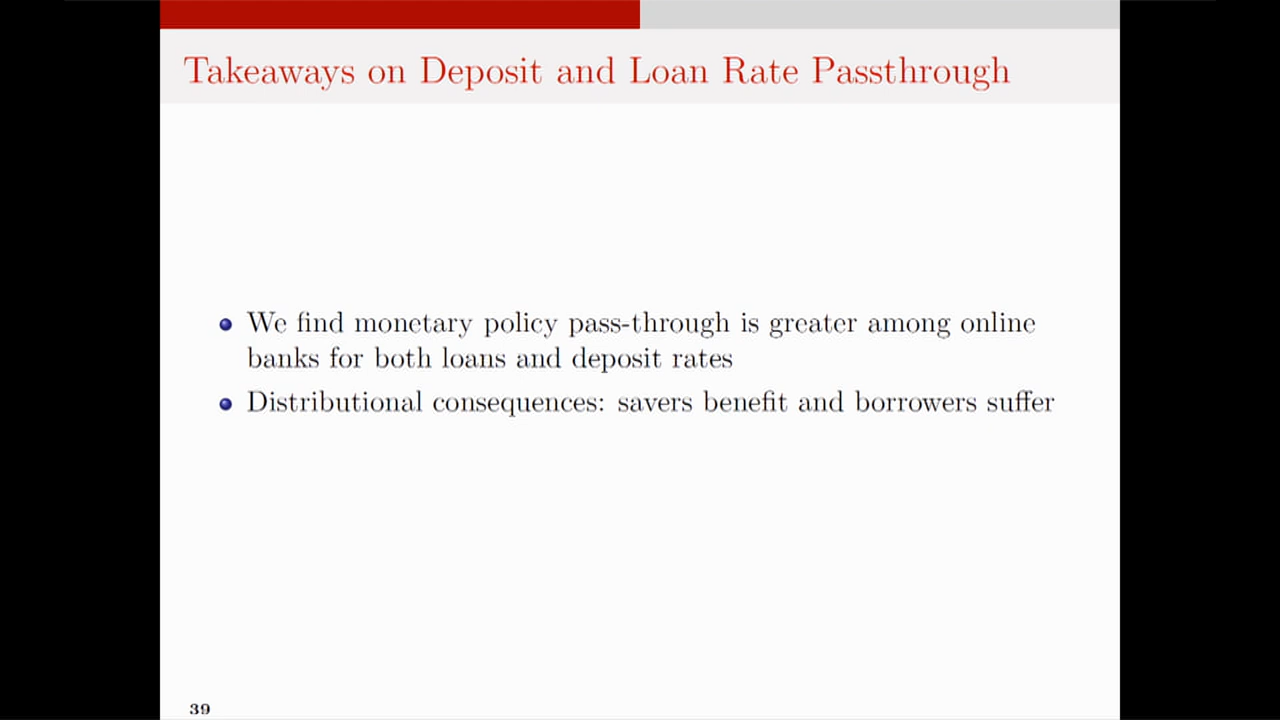 Takeaways on Deposit and Loan Rate Passthrough
We find monetary policy pass-through is greater among online
banks for both loans and deposit rates
Distributional consequences: savers benefit and borrowers suffer
39